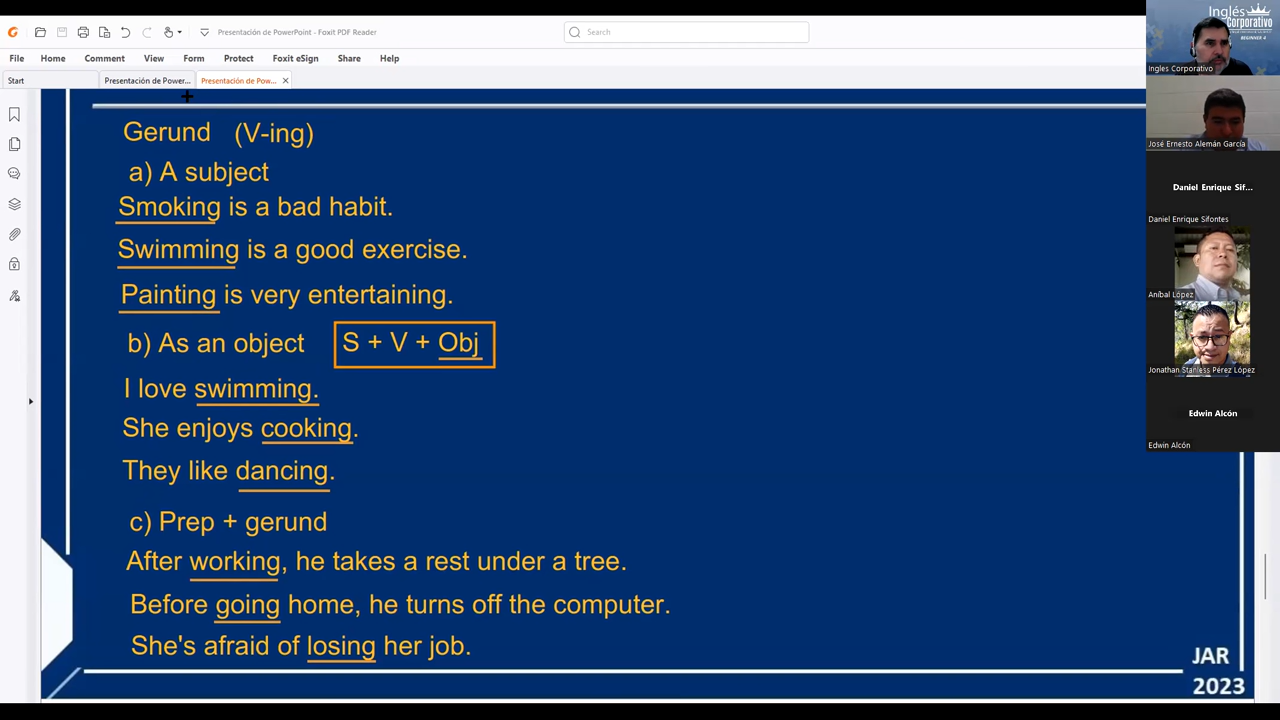 Presentación de PowerPoint - Foxit PDF Reader
Search
File Home Comment View Form Protect Foxit eSign Share Help
Start
Presentación de Power...
Presentación de Pow...
Gerund (V-ing)
a) A subject
Smoking is a bad habit.
Swimming is a good exercise.
Painting is very entertaining.
b) As an object S + V + Obj
I love swimming.
She enjoys cooking.
They like dancing.
c) Prep + gerund
After working, he takes a rest under a tree.
Before going home, he turns off the computer.
She's afraid of losing her job.
JAR
2023
Inglés
Corporativo
BEGINNER 4
Ingles Corporativo
José Ernesto Alemán García
Daniel Enrique Sif...
Daniel Enrique Sifontes
Aníbal López
Jonathan Stanless Pérez López
Edwin Alcón
Edwin Alcón